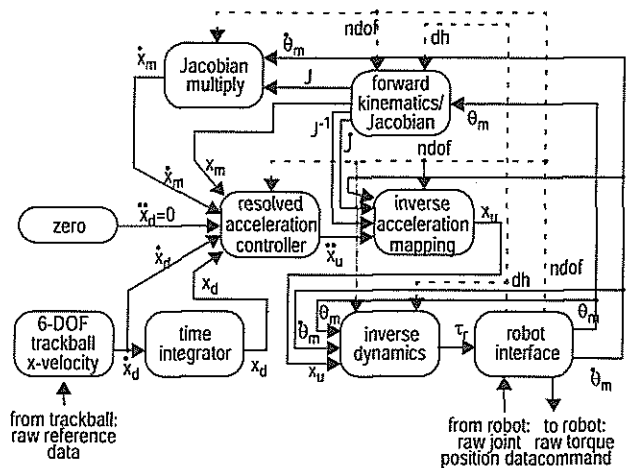 ndof
dh
ẋm
θ̇m
Jacobian
multiply
J
forward
kinematics/
Jacobian
θm
J-1
J̇
xm
ẋm
ndof
zero
ẍd=0
resolved
acceleration
controller
ẍu
inverse
acceleration
mapping
xu
ẋd
xd
dh
ndof
6-DOF
trackball
x-velocity
ẋd
time
integrator
xd
θm
θ̇m
xu
inverse
dynamics
τr
robot
interface
θm
θ̇m
from trackball:
raw reference
data
from robot:
raw joint
position data
to robot:
raw torque
command